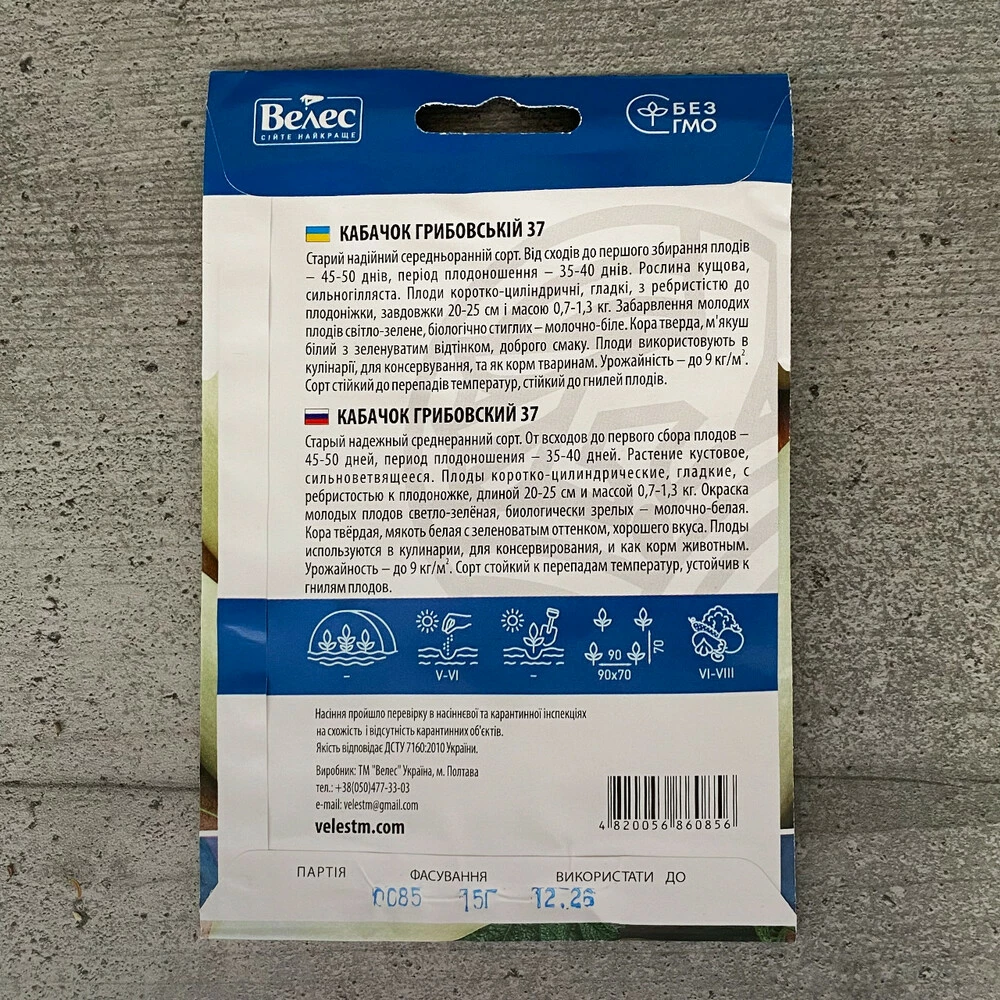 Велес
СІЙТЕ НАЙКРАЩЕ
БЕЗ
ГМО
КАБАЧОК ГРИБОВСЬКІЙ 37
Старий надійний середньоранній сорт. Від сходів до першого збирання плодів
– 45-50 днів, період плодоношення – 35-40 днів. Рослина кущова,
сильногілляста. Плоди коротко-циліндричні, гладкі, з ребристістю до
плодоніжки, завдовжки 20-25 см і масою 0,7-1,3 кг. Забарвлення молодих
плодів світло-зелене, біологічно стиглих – молочно-біле. Кора тверда, м'якуш
білий з зеленуватим відтінком, доброго смаку. Плоди використовують в
кулінарії, для консервування, та як корм тваринам. Урожайність – до 9 кг/м².
Сорт стійкий до перепадів температур, стійкий до гнилей плодів.
КАБАЧОК ГРИБОВСКИЙ 37
Старый надежный среднеранний сорт. От всходов до первого сбора плодов –
45-50 дней, период плодоношения – 35-40 дней. Растение кустовое,
сильноветвящееся. Плоды коротко-цилиндрические, гладкие, с
ребристостью к плодоножке, длиной 20-25 см и массой 0,7-1,3 кг. Окраска
молодых плодов светло-зелёная, биологически зрелых – молочно-белая.
Кора твёрдая, мякоть белая с зеленоватым оттенком, хорошего вкуса. Плоды
используются в кулинарии, для консервирования, и как корм животным.
Урожайность – до 9 кг/м². Сорт стойкий к перепадам температур, устойчив к
гнилям плодов.
90 70
– V-VI – 90x70 VI-VIII
Насіння пройшло перевірку в насіннєвої та карантинної інспекціях
на схожість і відсутність карантинних об'єктів.
Якість відповідає ДСТУ 7160:2010 України.
Виробник: ТМ "Велес" Україна, м. Полтава
тел.: +38(050)477-33-03
e-mail: velestm@gmail.com
velestm.com
4 820056 860856
ПАРТІЯ ФАСУВАННЯ ВИКОРИСТАТИ ДО
0085 15Г 12.26